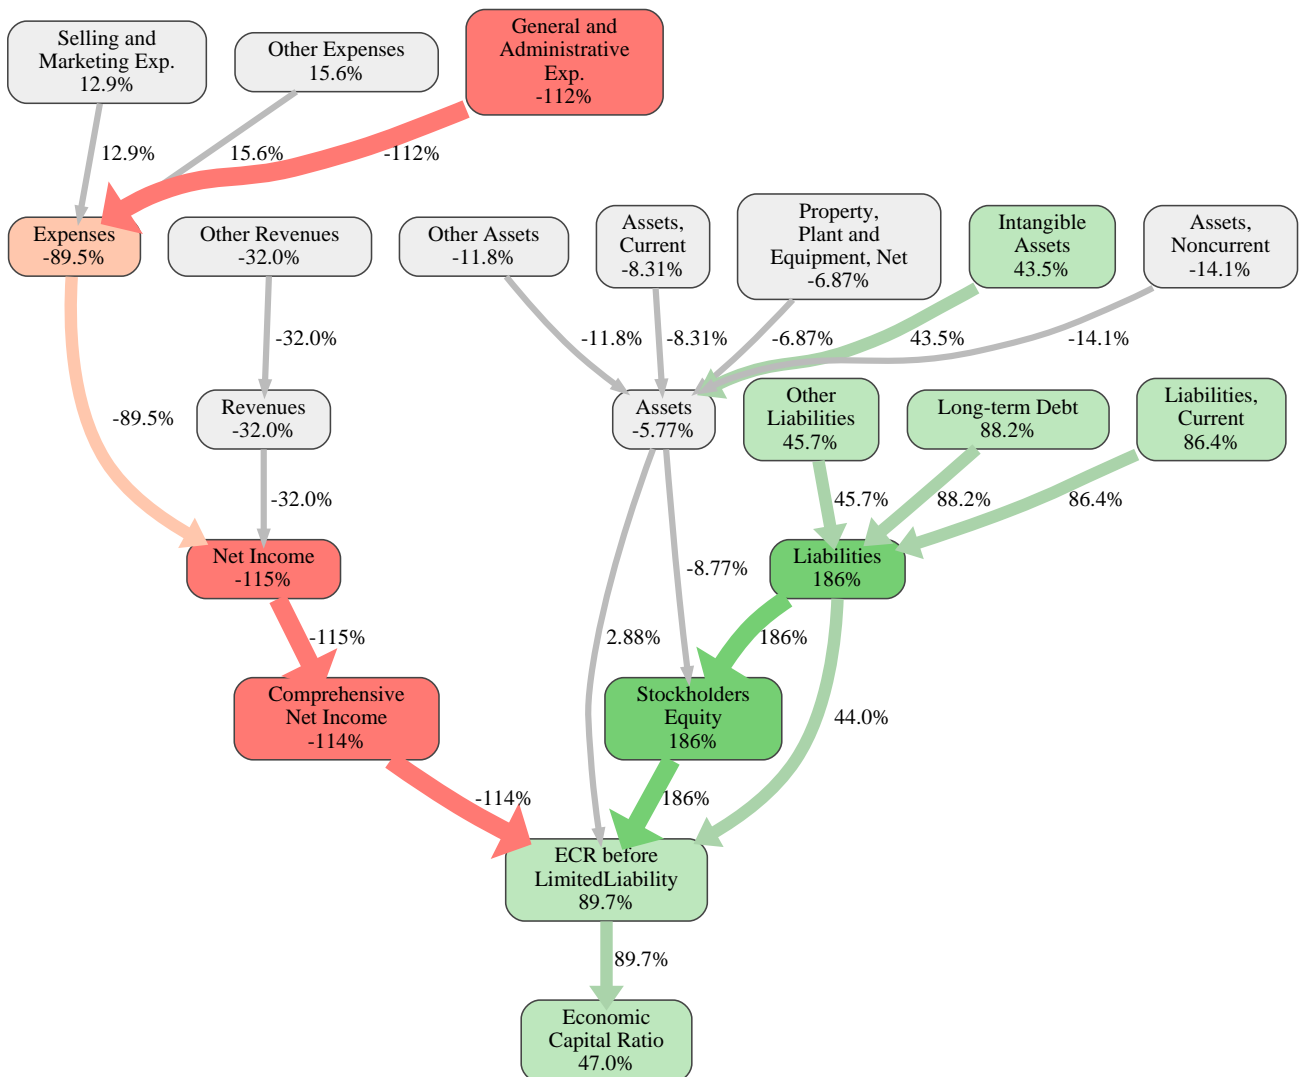 Selling and
Marketing Exp.
12.9%
Other Expenses
15.6%
General and
Administrative
Exp.
-112%
12.9%
15.6%
-112%
Expenses
-89.5%
Other Revenues
-32.0%
Other Assets
-11.8%
Assets,
Current
-8.31%
Property,
Plant and
Equipment, Net
-6.87%
Intangible
Assets
43.5%
Assets,
Noncurrent
-14.1%
-32.0%
-11.8%
-8.31%
-6.87%
43.5%
-14.1%
-89.5%
Revenues
-32.0%
Assets
-5.77%
Other
Liabilities
45.7%
Long-term Debt
88.2%
Liabilities,
Current
86.4%
-32.0%
45.7%
88.2%
86.4%
Net Income
-115%
-8.77%
Liabilities
186%
-115%
2.88%
186%
Comprehensive
Net Income
-114%
Stockholders
Equity
186%
44.0%
-114%
186%
ECR before
LimitedLiability
89.7%
89.7%
Economic
Capital Ratio
47.0%